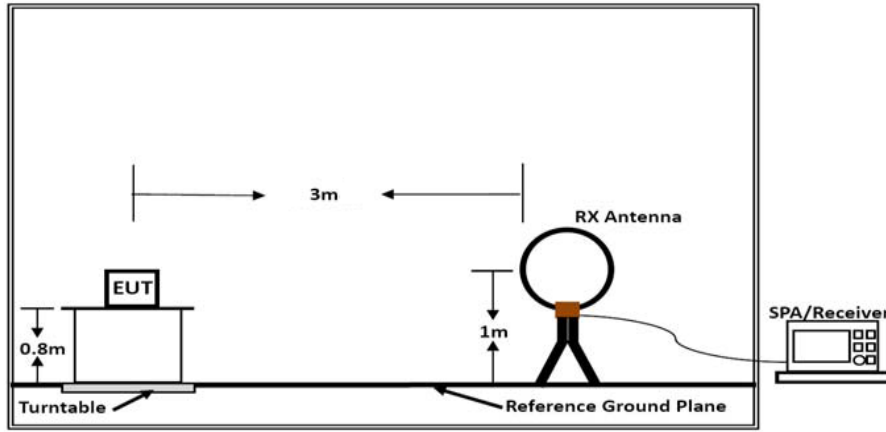 3m
RX Antenna
EUT
SPA/Receiver
0.8m
1m
Turntable
Reference Ground Plane